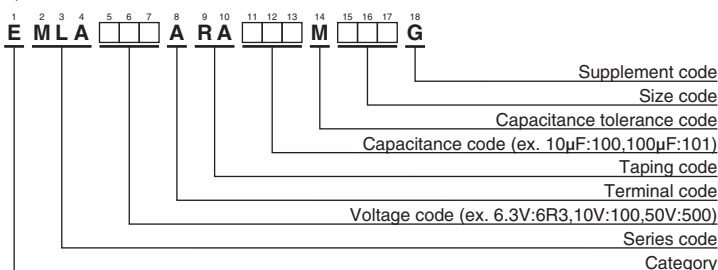 1 2 3 4 5 6 7 8 9 10 11 12 13 14 15 16 17 18
E M L A A R A M G
Supplement code
Size code
Capacitance tolerance code
Capacitance code (ex. 10μF:100,100μF:101)
Taping code
Terminal code
Voltage code (ex. 6.3V:6R3,10V:100,50V:500)
Series code
Category